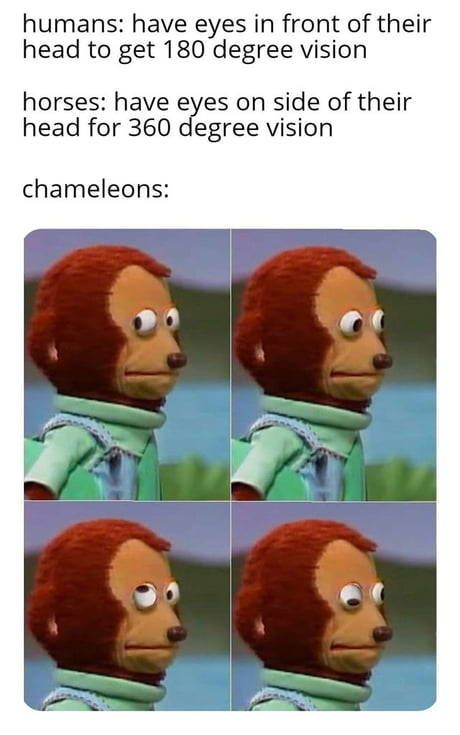 humans: have eyes in front of their
head to get 180 degree vision
horses: have eyes on side of their
head for 360 degree vision
chameleons: